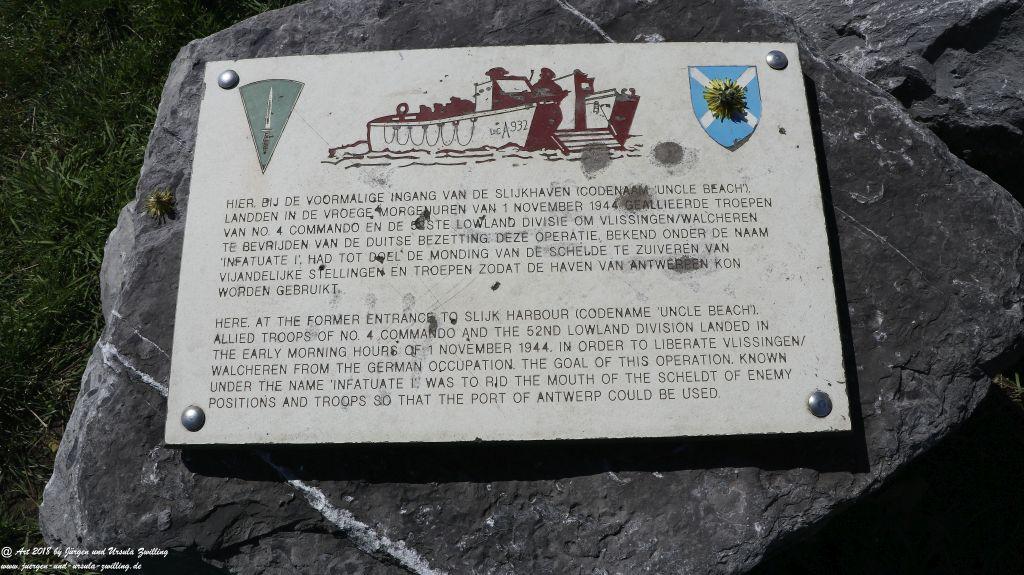 LIC A932
HIER, BIJ DE VOORMALIGE INGANG VAN DE SLIJKHAVEN (CODENAAM 'UNCLE BEACH'),
LANDDEN IN DE VROEGE MORGENUREN VAN 1 NOVEMBER 1944 GEALLIEERDE TROEPEN
VAN NO. 4 COMMANDO EN DE 52STE LOWLAND DIVISIE OM VLISSINGEN/WALCHEREN
TE BEVRIJDEN VAN DE DUITSE BEZETTING. DEZE OPERATIE, BEKEND ONDER DE NAAM
'INFATUATE I', HAD TOT DOEL DE MONDING VAN DE SCHELDE TE ZUIVEREN VAN
VIJANDELIJKE STELLINGEN EN TROEPEN ZODAT DE HAVEN VAN ANTWERPEN KON
WORDEN GEBRUIKT.
HERE, AT THE FORMER ENTRANCE TO SLIJK HARBOUR (CODENAME 'UNCLE BEACH'),
ALLIED TROOPS OF NO. 4 COMMANDO AND THE 52ND LOWLAND DIVISION LANDED IN
THE EARLY MORNING HOURS OF 1 NOVEMBER 1944, IN ORDER TO LIBERATE VLISSINGEN/
WALCHEREN FROM THE GERMAN OCCUPATION. THE GOAL OF THIS OPERATION, KNOWN
UNDER THE NAME 'INFATUATE I', WAS TO RID THE MOUTH OF THE SCHELDT OF ENEMY
POSITIONS AND TROOPS SO THAT THE PORT OF ANTWERP COULD BE USED.
@ Art 2018 by Jürgen und Ursula Zwilling
www.juergen-und-ursula-zwilling.de